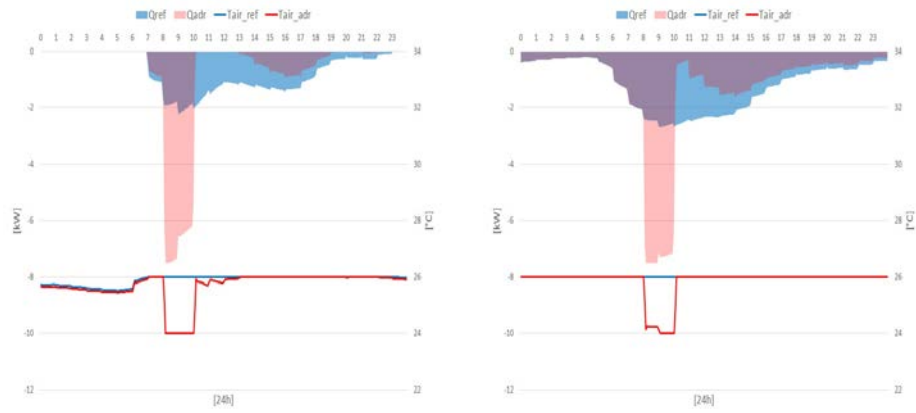 Qref Qadr Tair_ref Tair_adr
0 1 2 3 4 5 6 7 8 9 10 11 12 13 14 15 16 17 18 19 20 21 22 23
0 34
-2 32
-4 30
-6 28
-8 26
-10 24
-12 22
[kW]
[°C]
[24h]
Qref Qadr Tair_ref Tair_adr
0 1 2 3 4 5 6 7 8 9 10 11 12 13 14 15 16 17 18 19 20 21 22 23
0 34
-2 32
-4 30
-6 28
-8 26
-10 24
-12 22
[kW]
[°C]
[24h]